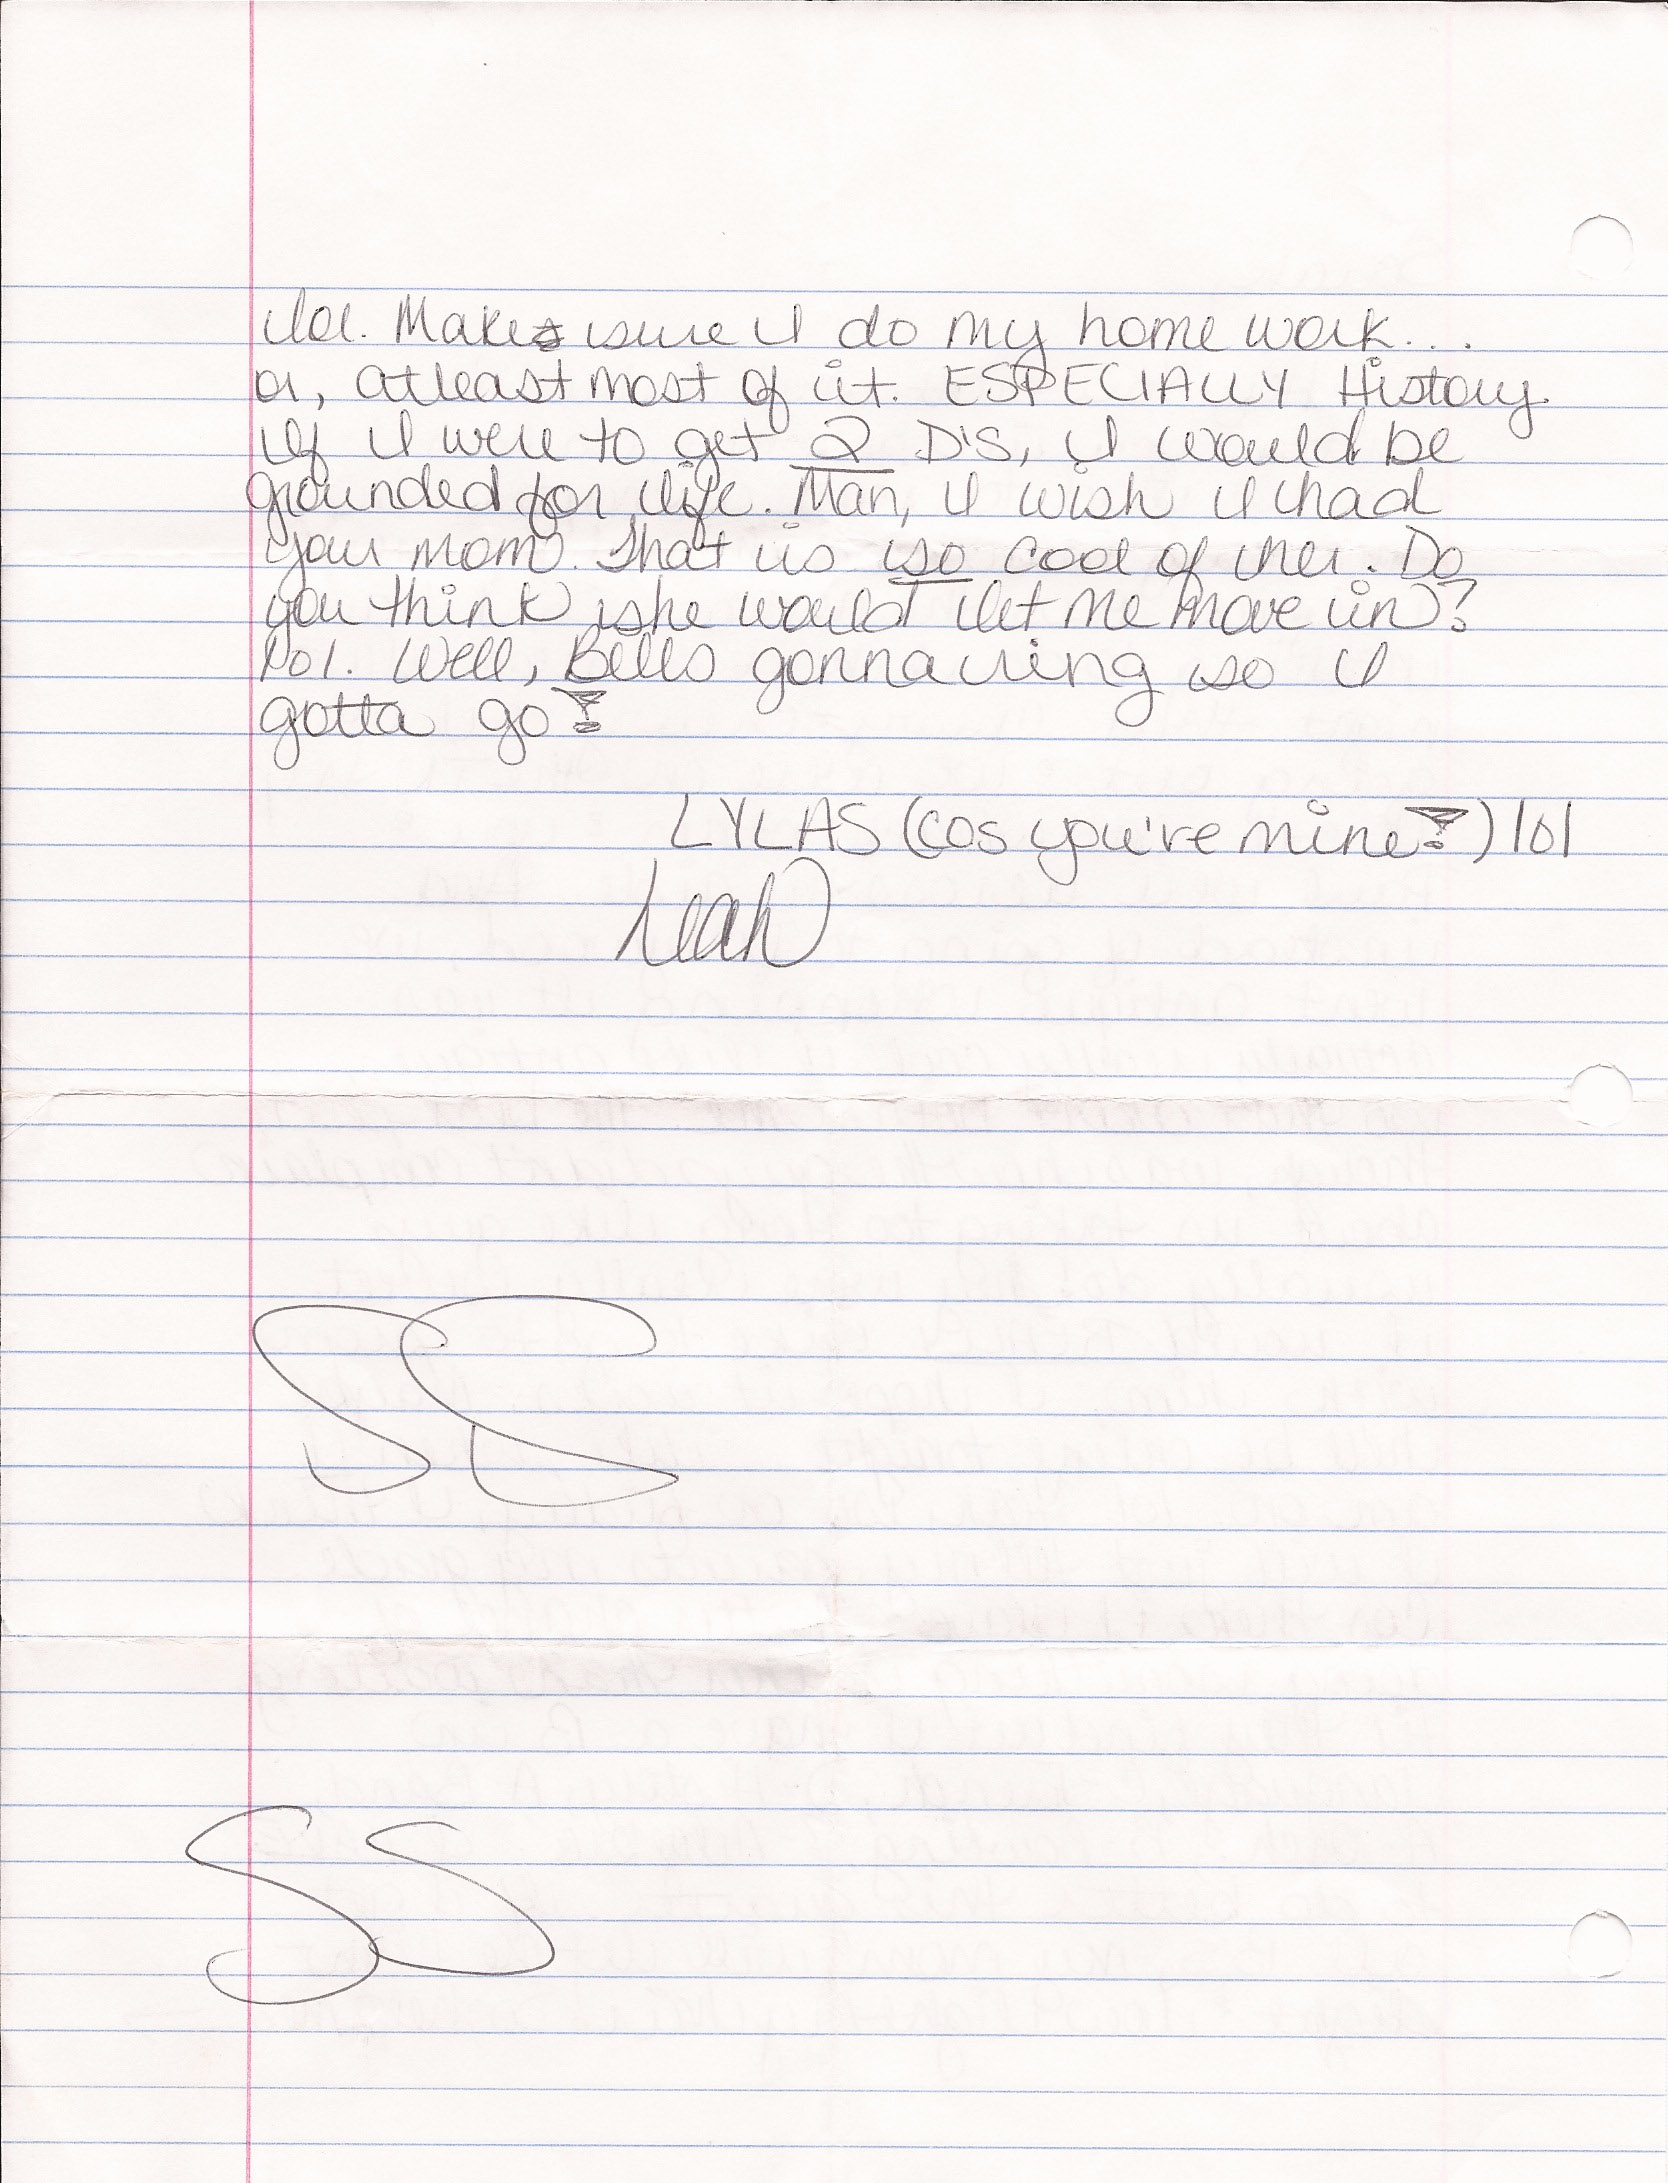 lol. Make sure I do my home work...
or, atleast most of it. ESPECIALLY History.
If I were to get 2 D's, I would be
grounded for life. Man, I wish I had
your mom. That is so cool of her. Do
you think she would let me move in?
lol. Well, Bells gonna ring so I
gotta go!
LYLAS (cos you're mine!) lol
Leah
SS
SS